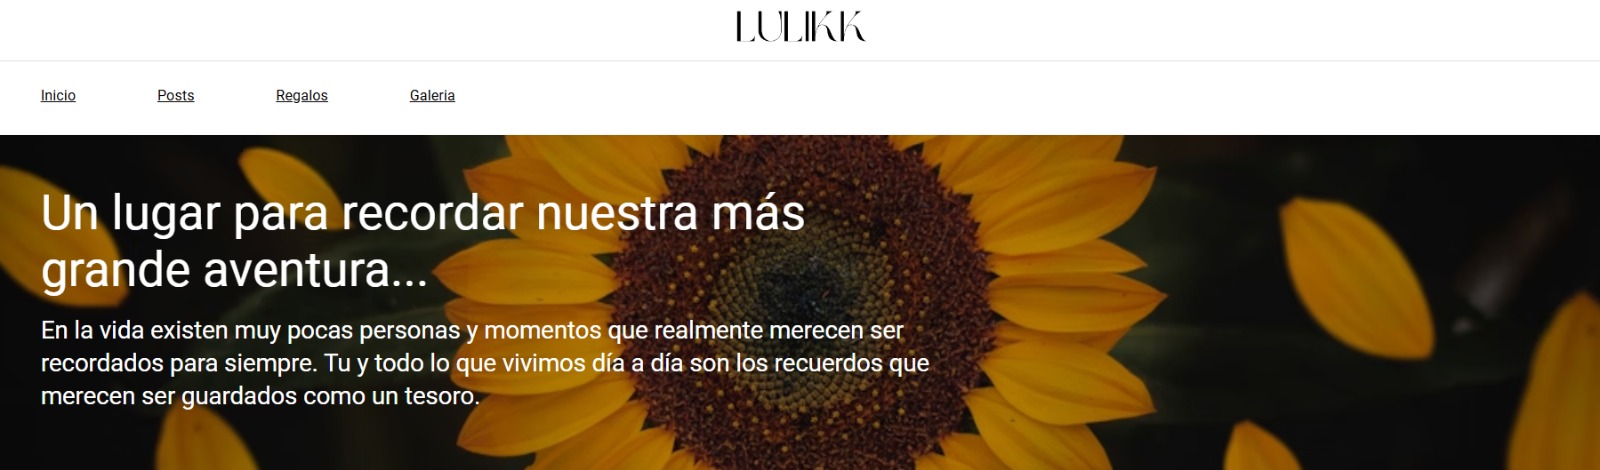 LULIKK
Inicio Posts Regalos Galeria
Un lugar para recordar nuestra más
grande aventura...
En la vida existen muy pocas personas y momentos que realmente merecen ser
recordados para siempre. Tu y todo lo que vivimos día a día son los recuerdos que
merecen ser guardados como un tesoro.